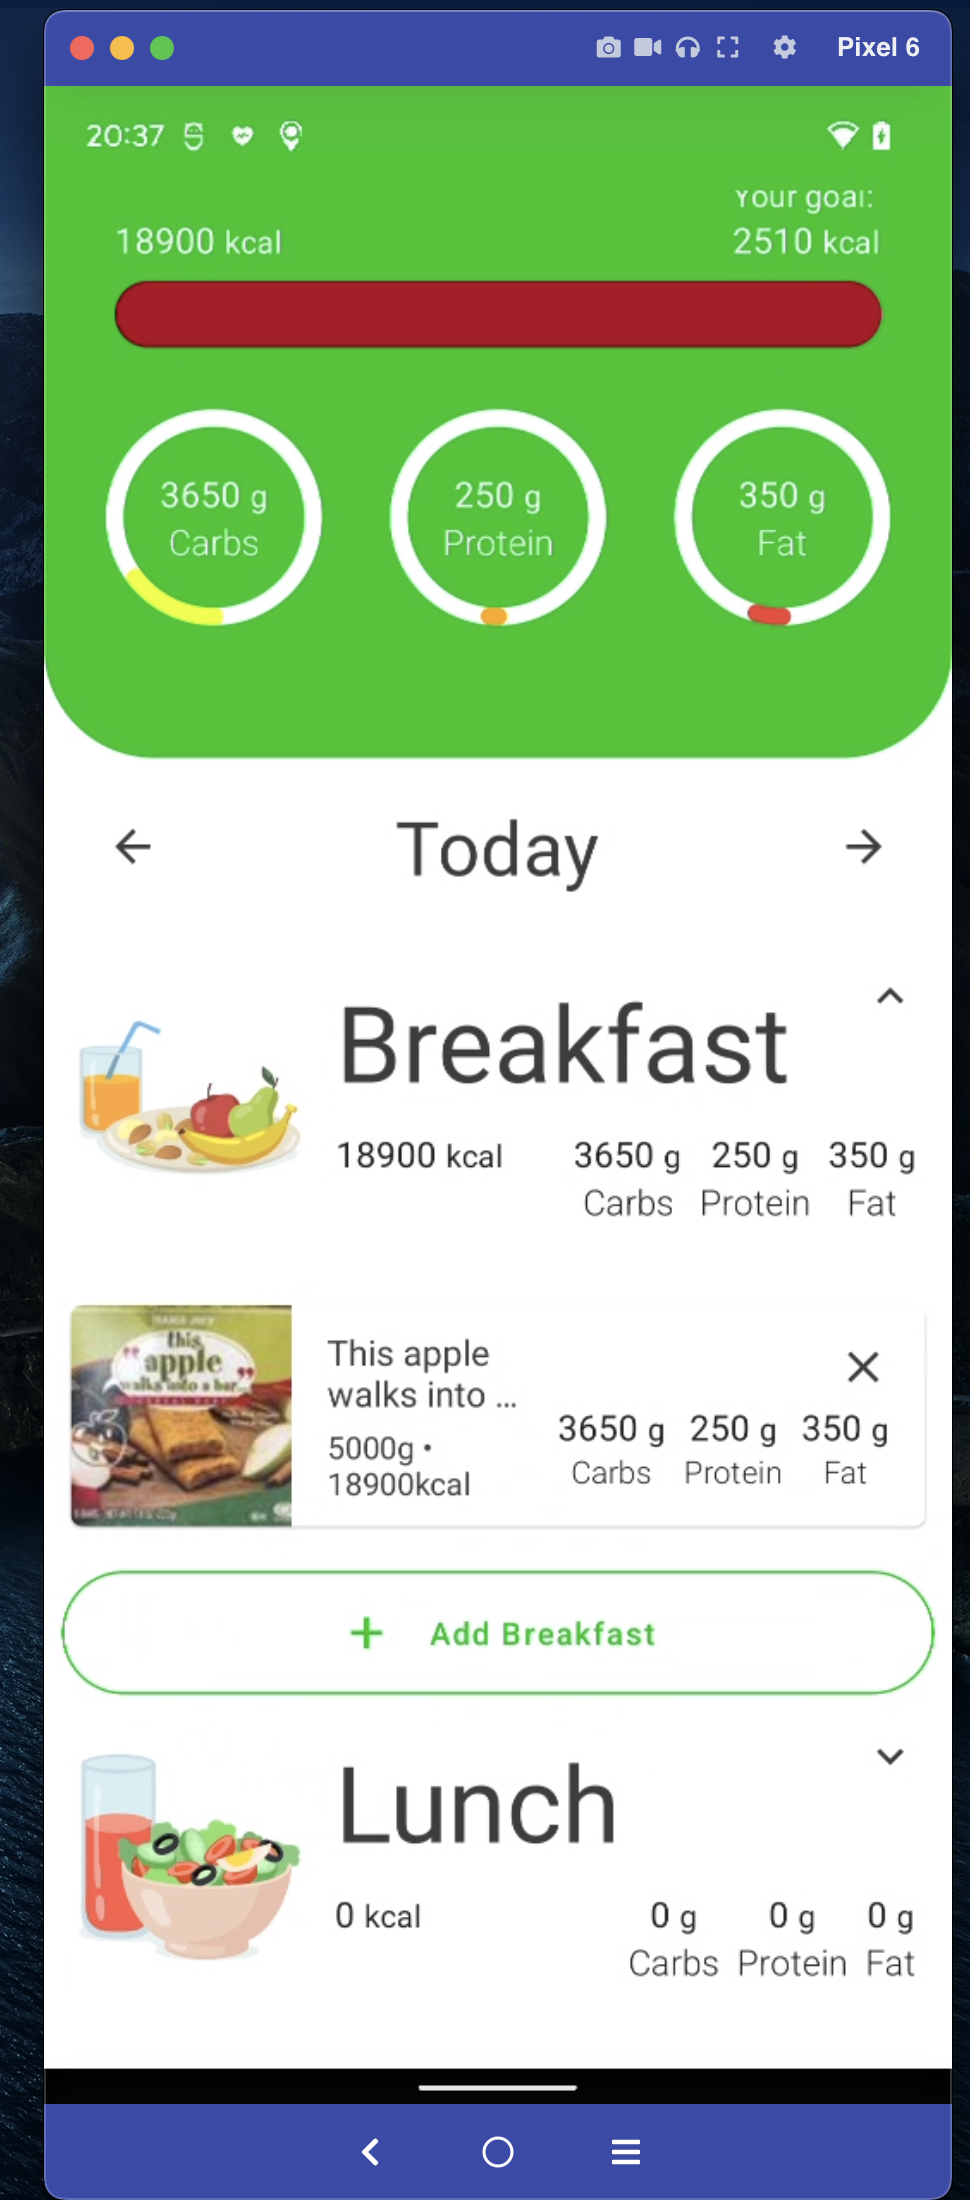 Pixel 6
20:37
Your goal:
18900 kcal
2510 kcal
3650 g
Carbs
250 g
Protein
350 g
Fat
Today
Breakfast
18900 kcal
3650 g
Carbs
250 g
Protein
350 g
Fat
this
apple
walks into a bar...
This apple
walks into ...
5000g •
18900kcal
3650 g
Carbs
250 g
Protein
350 g
Fat
+ Add Breakfast
Lunch
0 kcal
0 g
Carbs
0 g
Protein
0 g
Fat